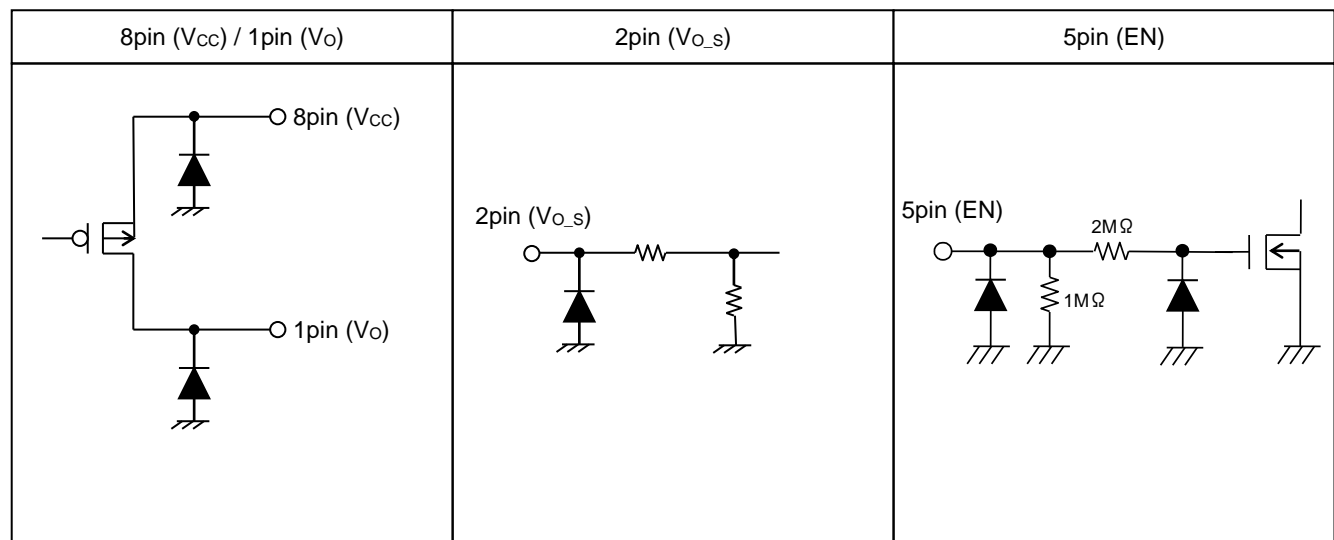 8pin (VCC) / 1pin (VO)
2pin (VO_S)
5pin (EN)
8pin (VCC)
1pin (VO)
2pin (VO_S)
5pin (EN)
2MΩ
1MΩ